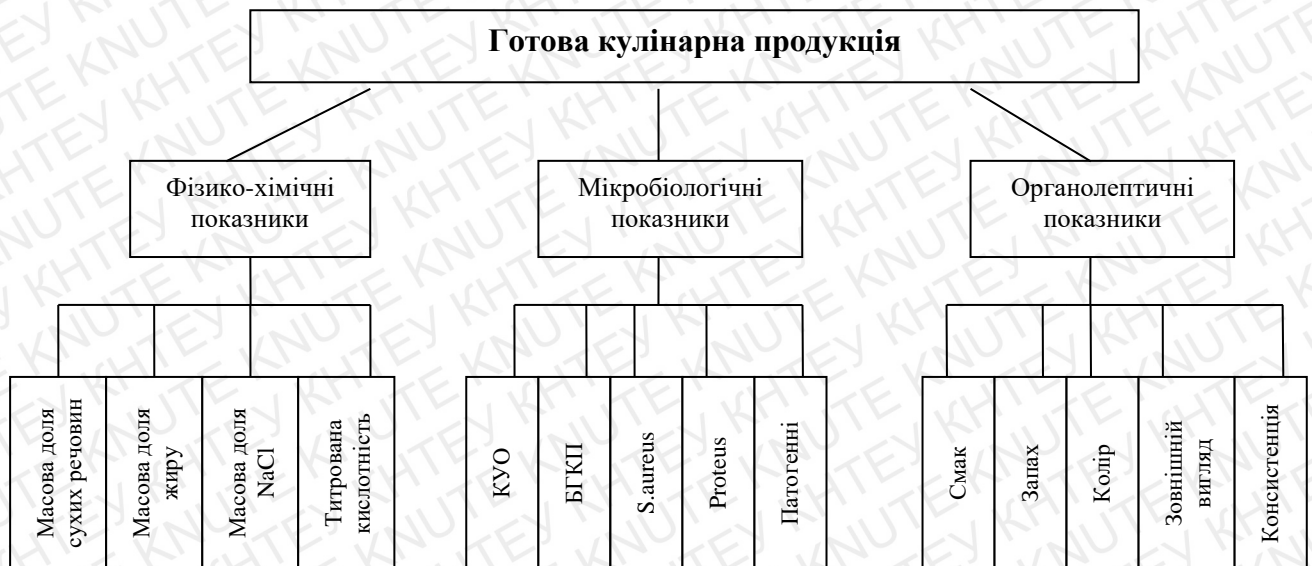 Готова кулінарна продукція
Фізико-хімічні
показники
Мікробіологічні
показники
Органолептичні
показники
Масова доля
сухих речовин
Масова доля
жиру
Масова доля
NaCl
Титрована
кислотність
КУО
БГКП
S.aureus
Proteus
Патогенні
Смак
Запах
Колір
Зовнішній
вигляд
Консистенція